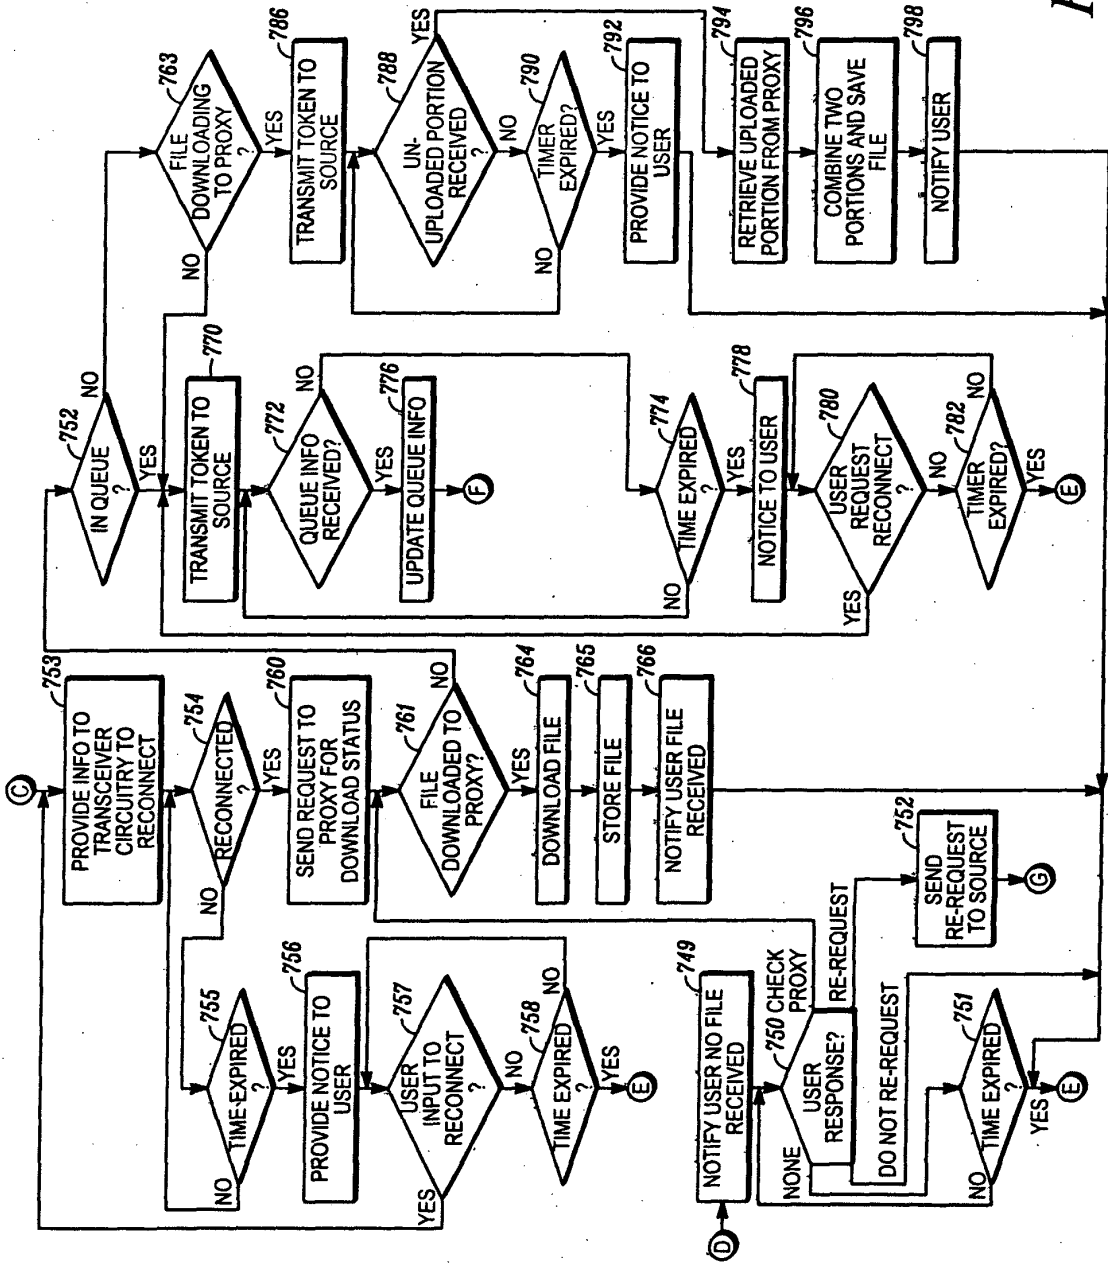 C
753
PROVIDE INFO TO
TRANSCEIVER
CIRCUITRY TO
RECONNECT
754
RECONNECTED
?
NO
YES
755
TIME-EXPIRED
?
NO
YES
756
PROVIDE NOTICE TO
USER
757
USER
INPUT TO
RECONNECT
?
YES
NO
758
TIME EXPIRED
?
NO
YES
E
760
SEND REQUEST TO
PROXY FOR
DOWNLOAD STATUS
761
FILE
DOWNLOADED TO
PROXY?
NO
YES
764
DOWNLOAD FILE
765
STORE FILE
766
NOTIFY USER FILE
RECEIVED
D
749
NOTIFY USER NO FILE
RECEIVED
750
CHECK
PROXY
USER
RESPONSE?
NONE
DO NOT RE-REQUEST
RE-REQUEST
751
TIME EXPIRED
?
NO
YES
E
752
SEND
RE-REQUEST
TO SOURCE
G
752
IN QUEUE
?
NO
YES
770
TRANSMIT TOKEN TO
SOURCE
772
QUEUE INFO
RECEIVED?
NO
YES
776
UPDATE QUEUE INFO
F
774
TIME EXPIRED
?
NO
YES
778
NOTICE TO USER
780
USER
REQUEST
RECONNECT
?
YES
NO
782
TIMER
EXPIRED?
NO
YES
E
763
FILE
DOWNLOADING
TO PROXY
?
NO
YES
786
TRANSMIT TOKEN TO
SOURCE
788
UN-
UPLOADED PORTION
RECEIVED
?
YES
NO
790
TIMER
EXPIRED?
NO
YES
792
PROVIDE NOTICE TO
USER
794
RETRIEVE UPLOADED
PORTION FROM PROXY
796
COMBINE TWO
PORTIONS AND SAVE
FILE
798
NOTIFY USER